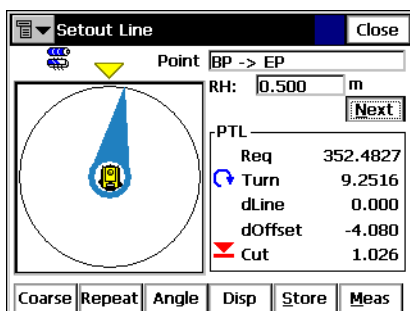 Setout Line Close
Point BP -> EP
RH: 0.500 m
Next
PTL
Req 352.4827
Turn 9.2516
dLine 0.000
dOffset -4.080
Cut 1.026
Coarse Repeat Angle Disp Store Meas